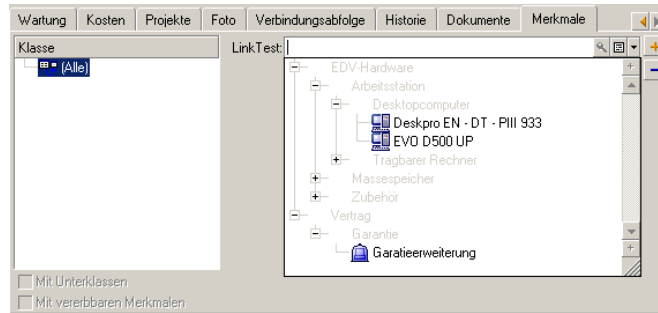 Wartung Kosten Projekte Foto Verbindungsabfolge Historie Dokumente Merkmale
Klasse
(Alle)
LinkTest:
EDV-Hardware
Arbeitsstation
Desktopcomputer
Deskpro EN - DT - PIII 933
EVO D500 UP
Tragbarer Rechner
Massespeicher
Zubehör
Vertrag
Garantie
Garatieerweiterung
Mit Unterklassen
Mit vererbbaren Merkmalen